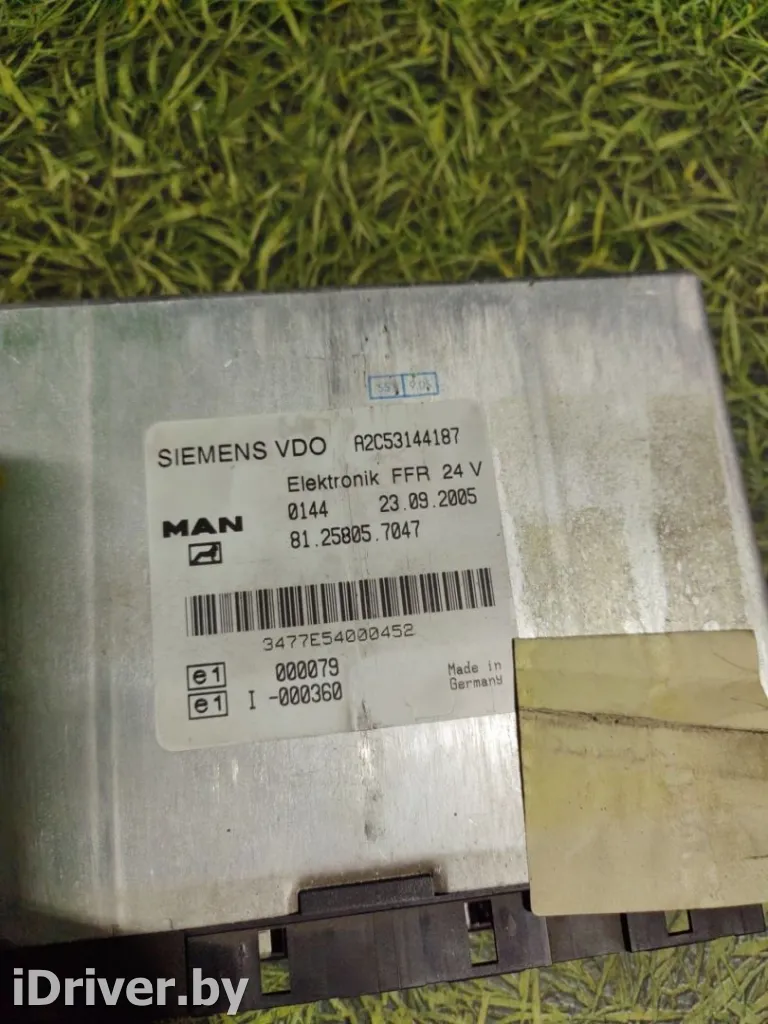 SIEMENS VDO A2C53144187
Elektronik FFR 24 V
0144 23.09.2005
MAN
81.25805.7047
3477E54000452
e1 000079
e1 I -000360
Made in
Germany
iDriver.by